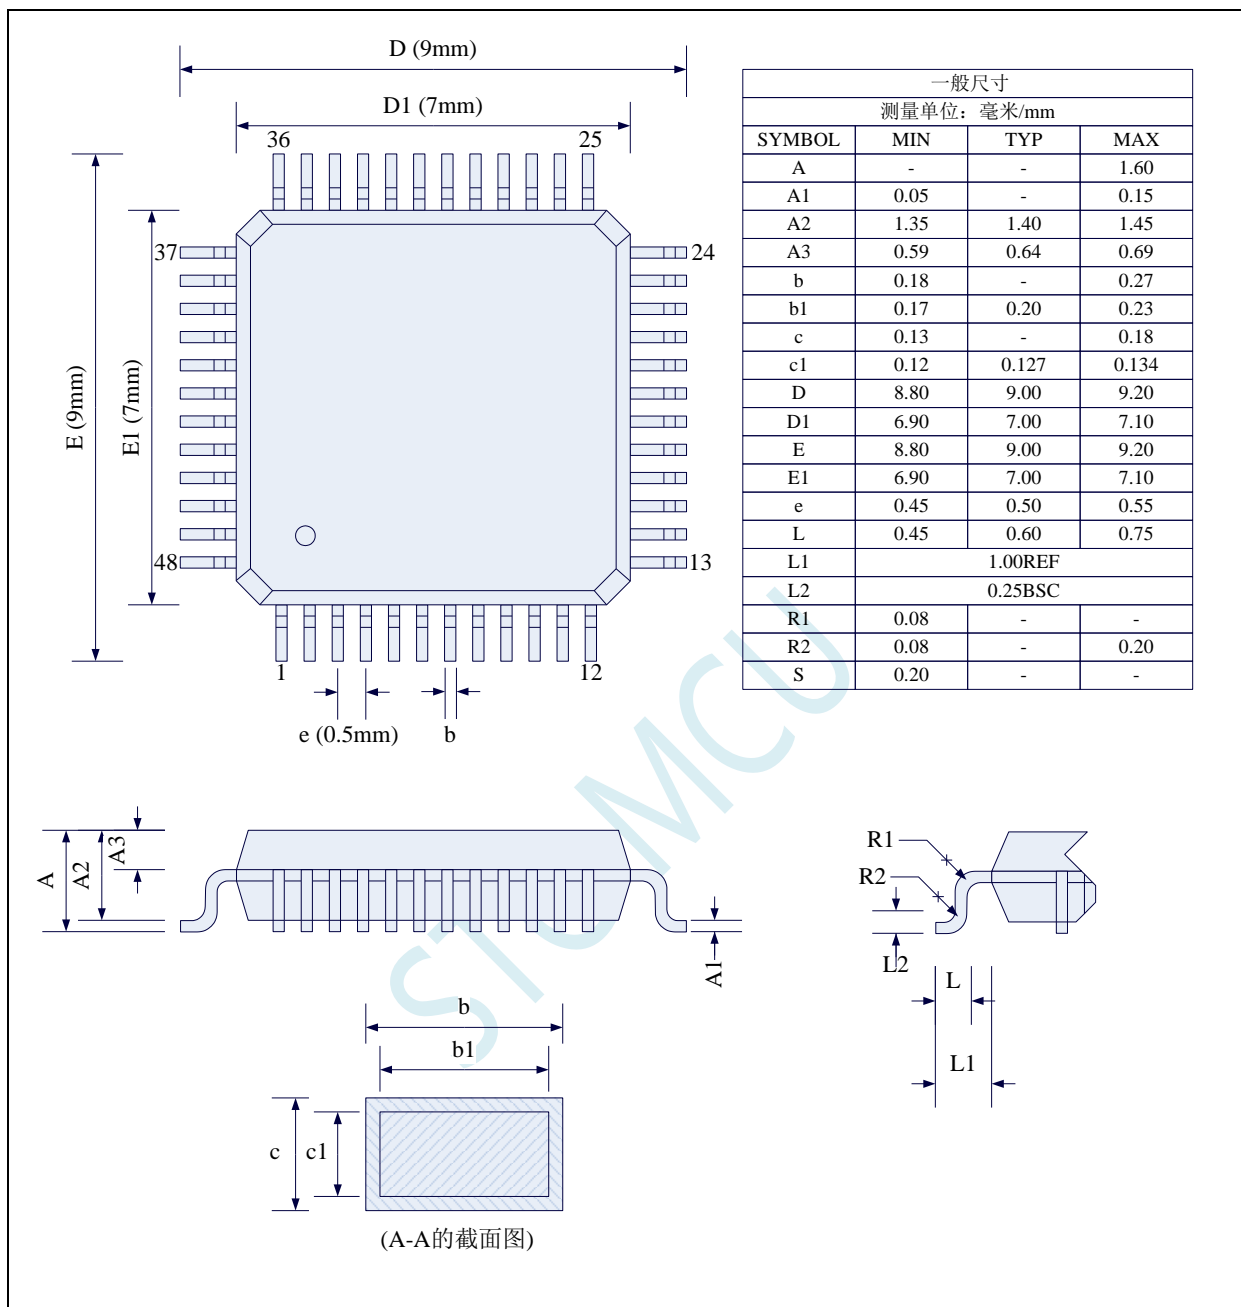 D (9mm)
D1 (7mm)
36
25
37
24
E (9mm)
E1 (7mm)
48
13
1
12
e (0.5mm)
b
一般尺寸
测量单位：毫米/mm
SYMBOL MIN TYP MAX
A - - 1.60
A1 0.05 - 0.15
A2 1.35 1.40 1.45
A3 0.59 0.64 0.69
b 0.18 - 0.27
b1 0.17 0.20 0.23
c 0.13 - 0.18
c1 0.12 0.127 0.134
D 8.80 9.00 9.20
D1 6.90 7.00 7.10
E 8.80 9.00 9.20
E1 6.90 7.00 7.10
e 0.45 0.50 0.55
L 0.45 0.60 0.75
L1 1.00REF
L2 0.25BSC
R1 0.08 - -
R2 0.08 - 0.20
S 0.20 - -
A
A2
A3
A1
R1
R2
L2
L
L1
b
b1
c
c1
(A-A的截面图)
STC MCU